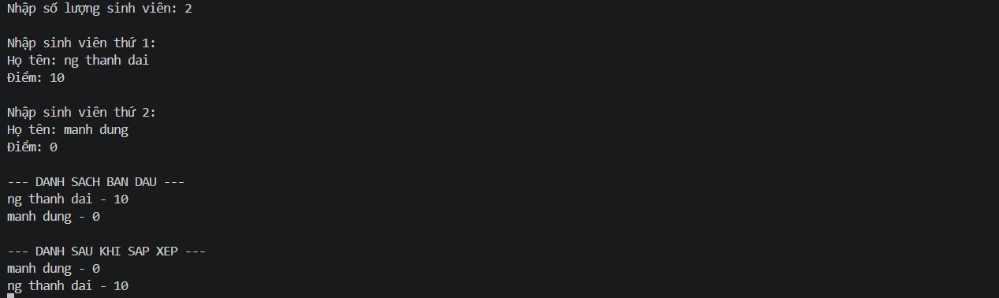 Nhập số lượng sinh viên: 2
Nhập sinh viên thứ 1:
Họ tên: ng thanh dai
Điểm: 10
Nhập sinh viên thứ 2:
Họ tên: manh dung
Điểm: 0
--- DANH SACH BAN DAU ---
ng thanh dai - 10
manh dung - 0
--- DANH SAU KHI SAP XEP ---
manh dung - 0
ng thanh dai - 10